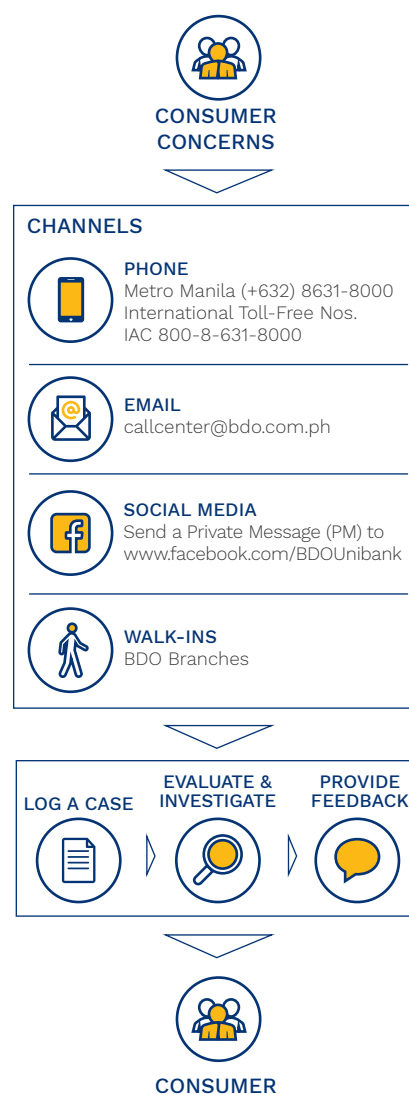 CONSUMER
CONCERNS
CHANNELS
PHONE
Metro Manila (+632) 8631-8000
International Toll-Free Nos.
IAC 800-8-631-8000
EMAIL
callcenter@bdo.com.ph
SOCIAL MEDIA
Send a Private Message (PM) to
www.facebook.com/BDOUnibank
WALK-INS
BDO Branches
LOG A CASE
EVALUATE &
INVESTIGATE
PROVIDE
FEEDBACK
CONSUMER